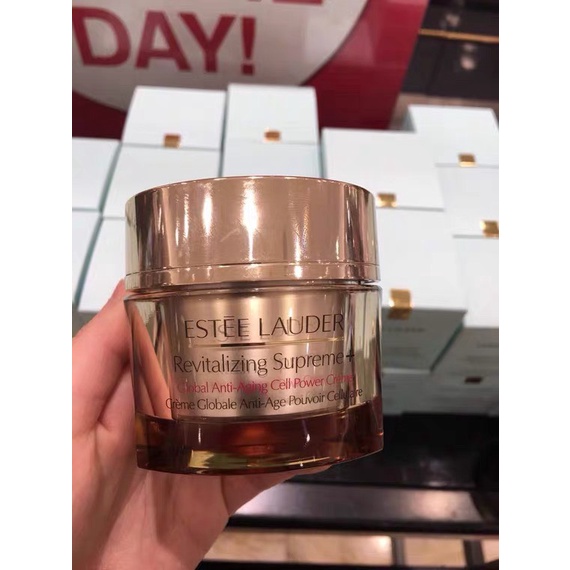 DAY!
ESTĒE LAUDER
Revitalizing Supreme+
Global Anti-Aging Cell Power Creme
Crème Globale Anti-Age Pouvoir Cellulaire